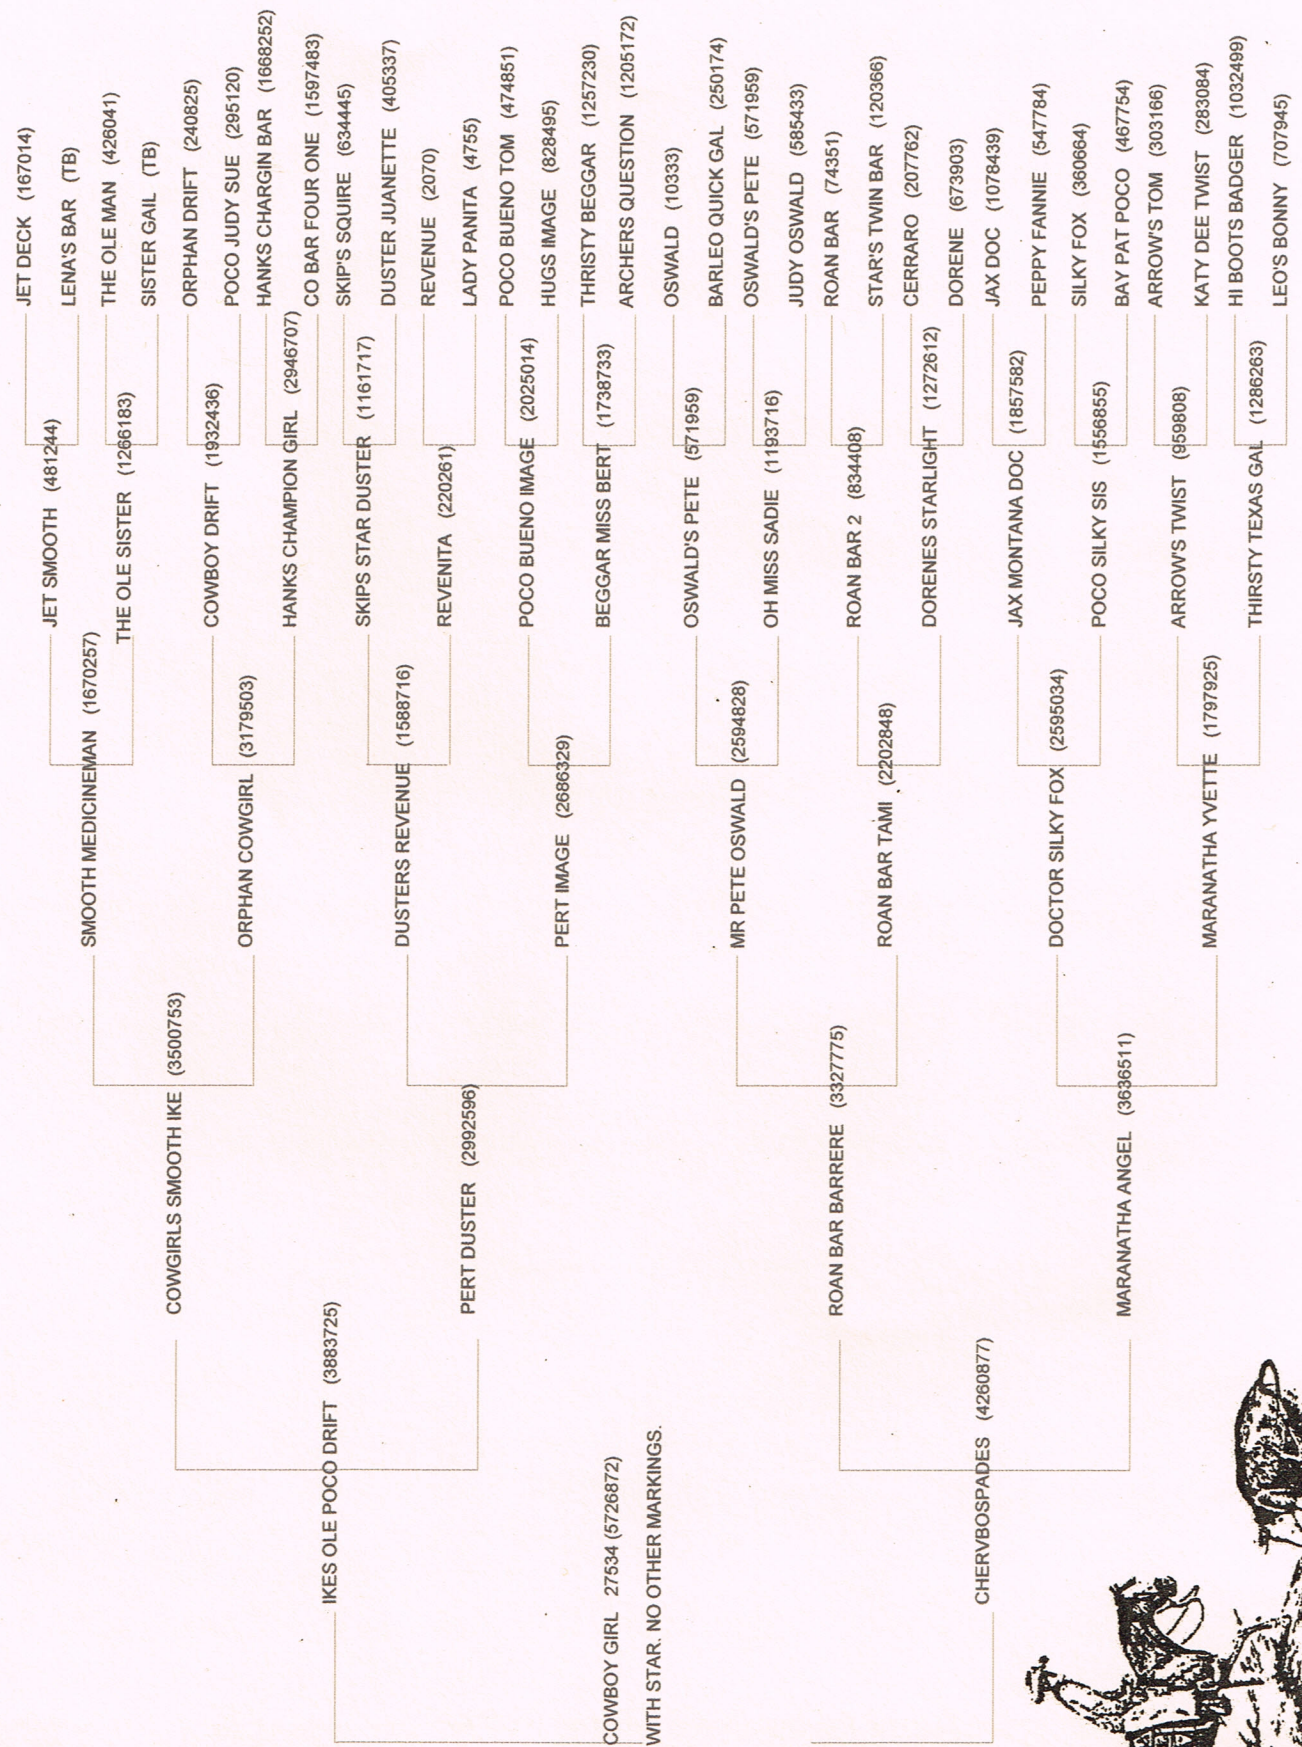 COWBOY GIRL 27534 (5726872)
WITH STAR. NO OTHER MARKINGS.
IKES OLE POCO DRIFT (3883725)
CHERVBOSPADES (4260877)
COWGIRLS SMOOTH IKE (3500753)
PERT DUSTER (2992596)
ROAN BAR BARRERE (3327775)
MARANATHA ANGEL (3636511)
SMOOTH MEDICINEMAN (1670257)
ORPHAN COWGIRL (3179503)
DUSTERS REVENUE (1588716)
PERT IMAGE (2686329)
MR PETE OSWALD (2594828)
ROAN BAR TAMI (2202848)
DOCTOR SILKY FOX (2595034)
MARANATHA YVETTE (1797925)
JET SMOOTH (481244)
THE OLE SISTER (1266183)
COWBOY DRIFT (1932436)
HANKS CHAMPION GIRL (2946707)
SKIPS STAR DUSTER (1161717)
REVENITA (220261)
POCO BUENO IMAGE (2025014)
BEGGAR MISS BERT (1738733)
OSWALD'S PETE (571959)
OH MISS SADIE (1193716)
ROAN BAR 2 (834408)
DORENES STARLIGHT (1272612)
JAX MONTANA DOC (1857582)
POCO SILKY SIS (1556855)
ARROW'S TWIST (959808)
THIRSTY TEXAS GAL (1286263)
JET DECK (167014)
LENA'S BAR (TB)
THE OLE MAN (426041)
SISTER GAIL (TB)
ORPHAN DRIFT (240825)
POCO JUDY SUE (295120)
HANKS CHARGIN BAR (1668252)
CO BAR FOUR ONE (1597483)
SKIP'S SQUIRE (634445)
DUSTER JUANETTE (405337)
REVENUE (2070)
LADY PANITA (4755)
POCO BUENO TOM (474851)
HUGS IMAGE (828495)
THIRSTY BEGGAR (1257230)
ARCHERS QUESTION (1205172)
OSWALD (10333)
BARLEO QUICK GAL (250174)
OSWALD'S PETE (571959)
JUDY OSWALD (585433)
ROAN BAR (74351)
STAR'S TWIN BAR (120366)
CERRARO (207762)
DORENE (673903)
JAX DOC (1078439)
PEPPY FANNIE (547784)
SILKY FOX (360664)
BAY PAT POCO (467754)
ARROW'S TOM (303166)
KATY DEE TWIST (283084)
HI BOOTS BADGER (1032499)
LEO'S BONNY (707945)